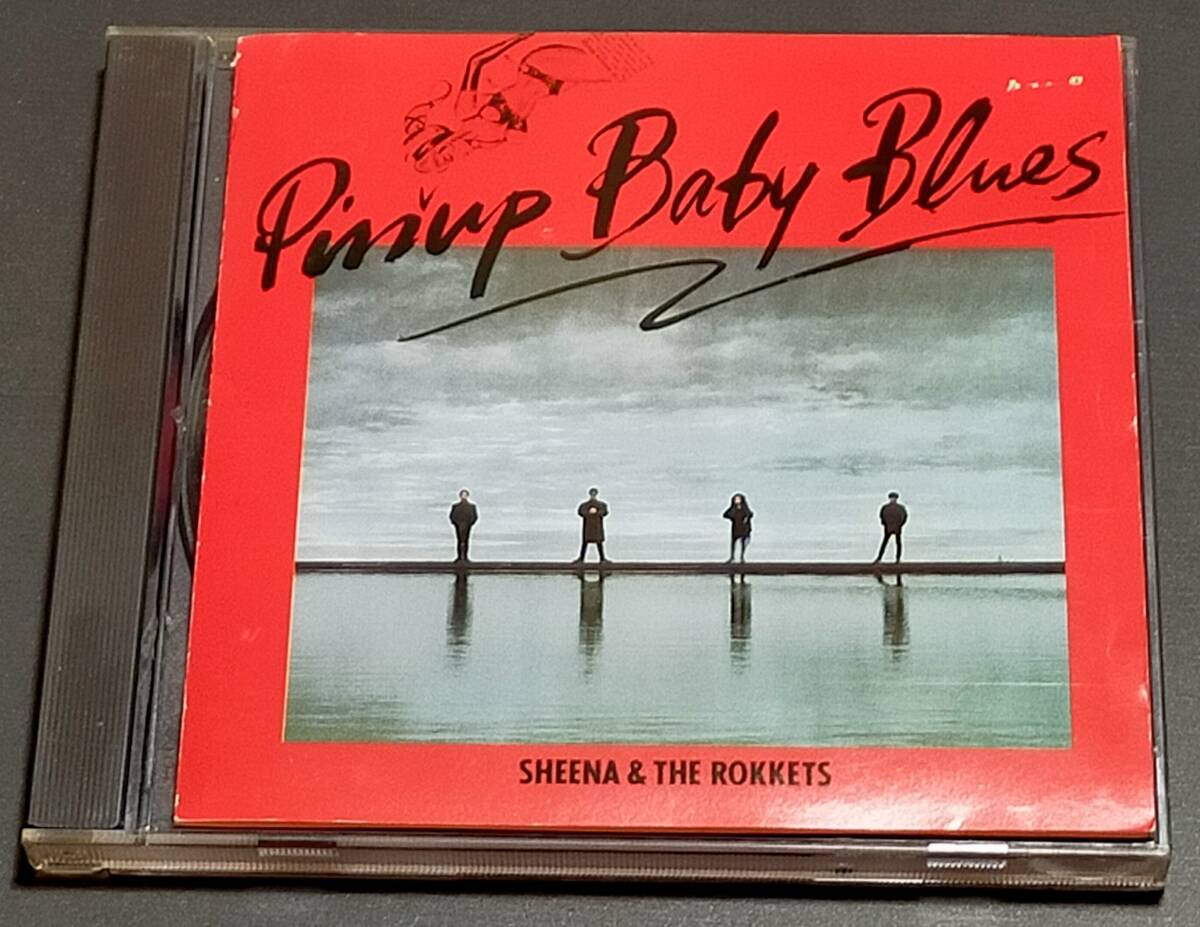 Pinup Baby Blues
SHEENA & THE ROKKETS